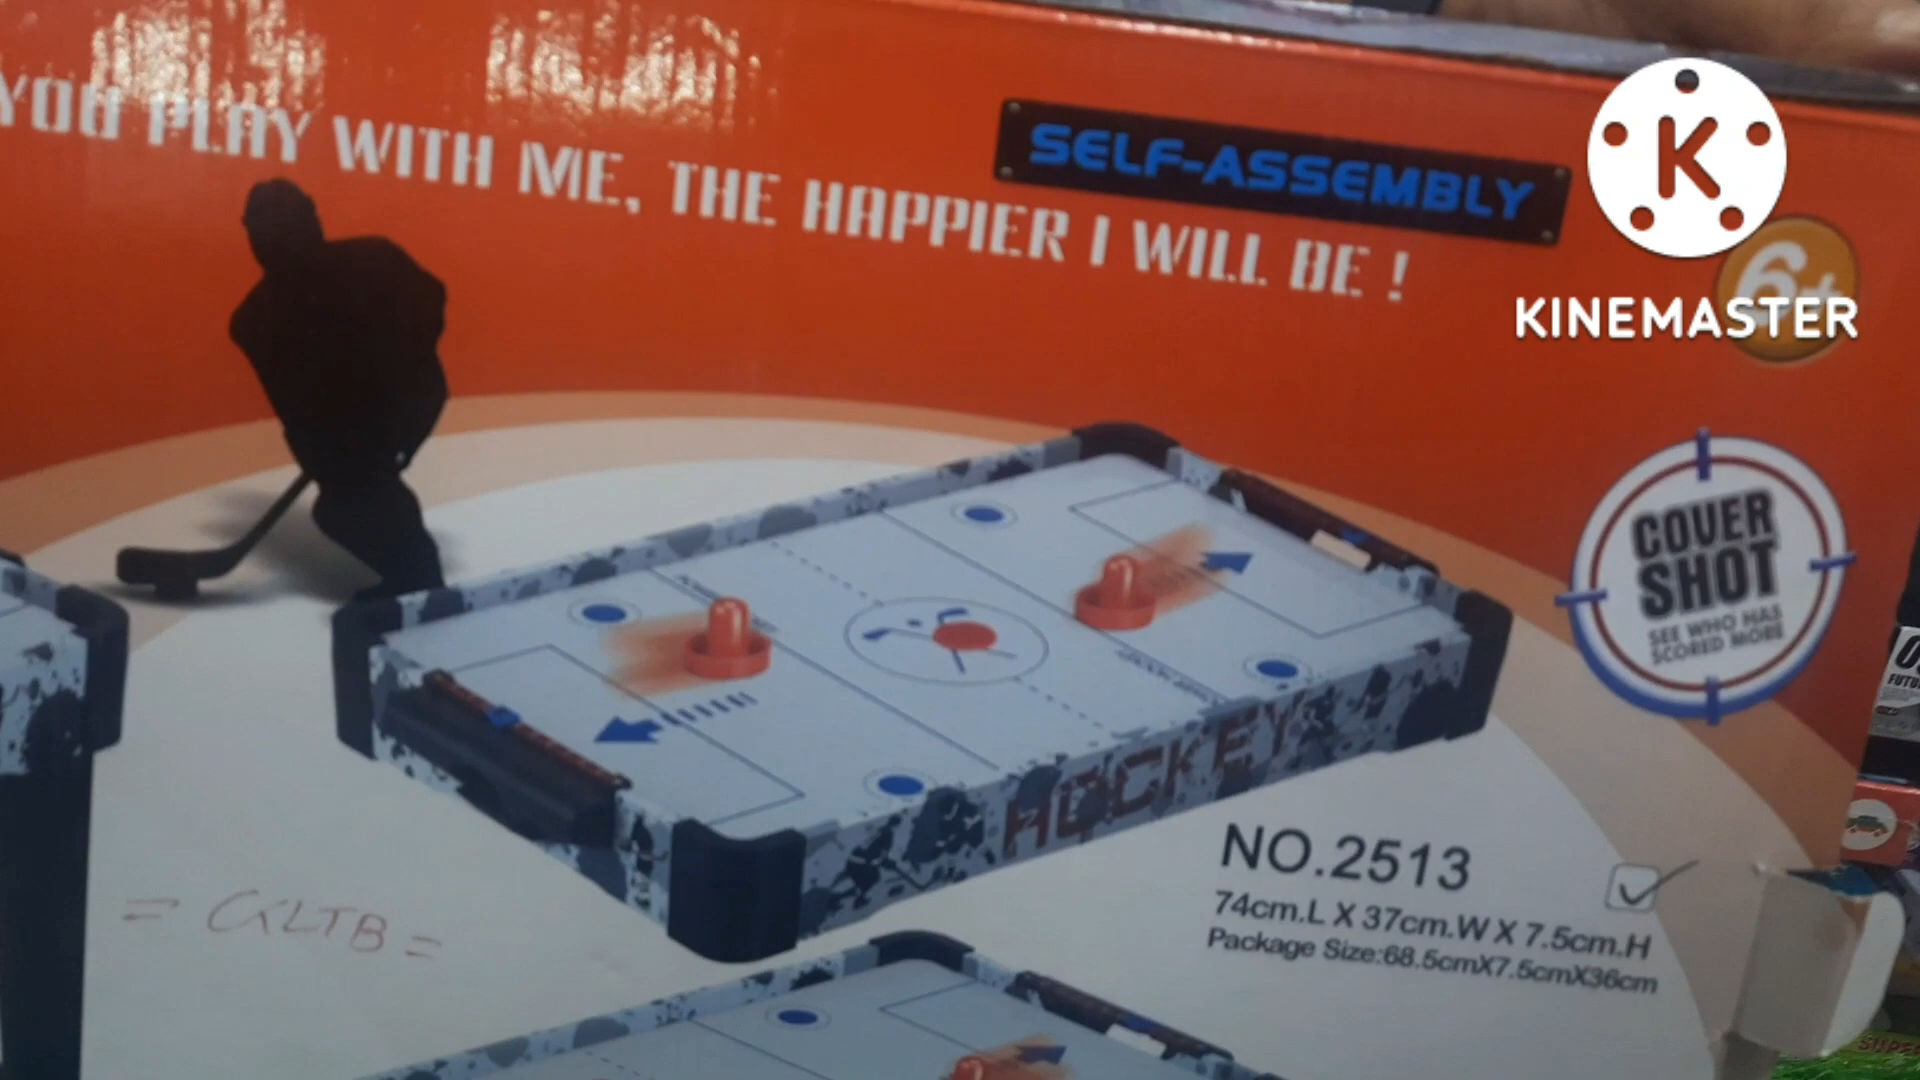 YOU PLAY WITH ME, THE HAPPIER I WILL BE !
SELF-ASSEMBLY
K
6+
KINEMASTER
COVER
SHOT
SEE WHO HAS
SCORED MORE
HOCKEY
NO.2513
74cm.L X 37cm.W X 7.5cm.H
Package Size:68.5cmX7.5cmX36cm